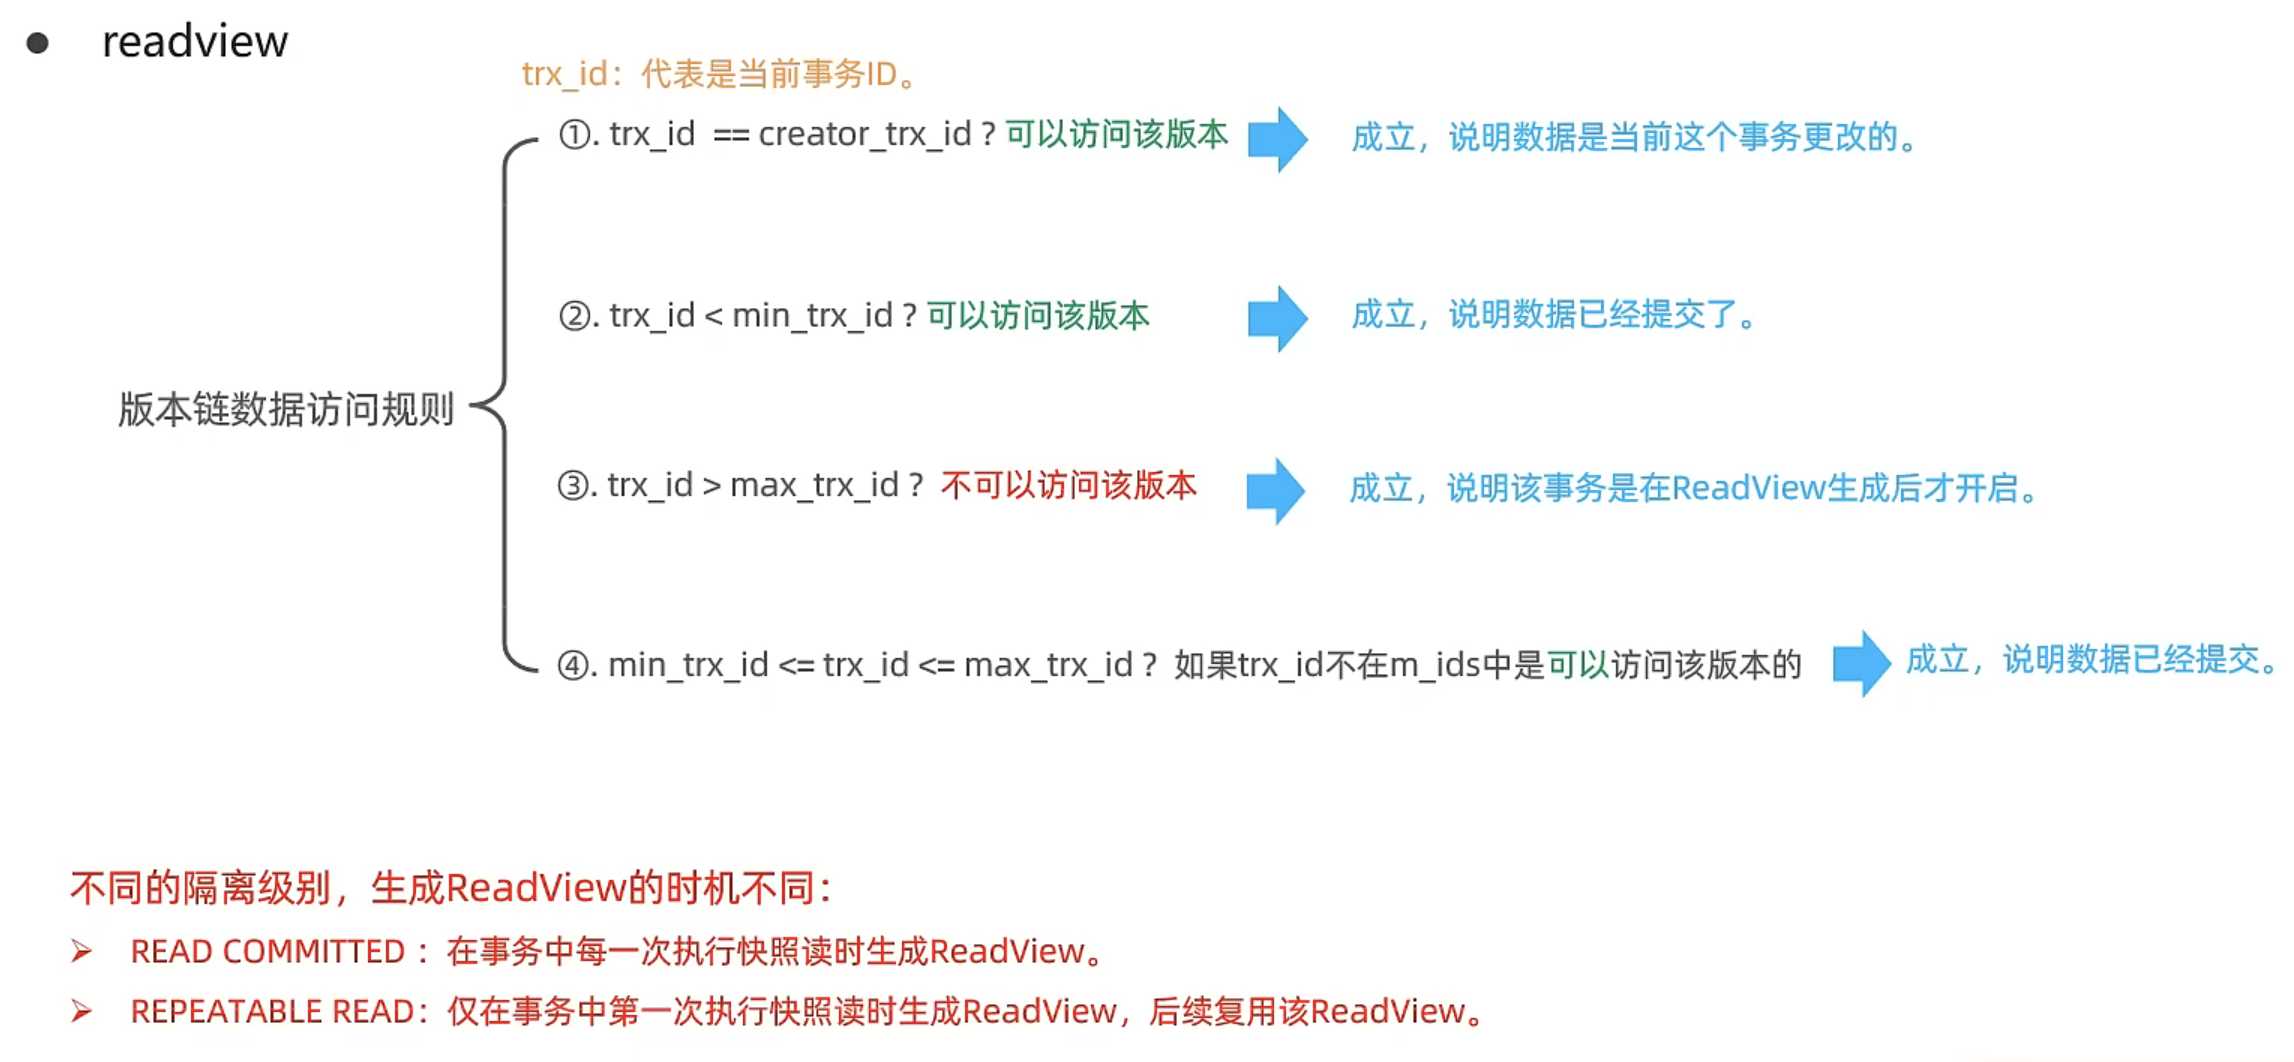 ● readview
trx_id：代表是当前事务ID。
①. trx_id == creator_trx_id ? 可以访问该版本 成立，说明数据是当前这个事务更改的。
②. trx_id < min_trx_id ? 可以访问该版本 成立，说明数据已经提交了。
版本链数据访问规则
③. trx_id > max_trx_id ? 不可以访问该版本 成立，说明该事务是在ReadView生成后才开启。
④. min_trx_id <= trx_id <= max_trx_id ? 如果trx_id不在m_ids中是可以访问该版本的 成立，说明数据已经提交。
不同的隔离级别，生成ReadView的时机不同：
➢ READ COMMITTED ：在事务中每一次执行快照读时生成ReadView。
➢ REPEATABLE READ：仅在事务中第一次执行快照读时生成ReadView，后续复用该ReadView。